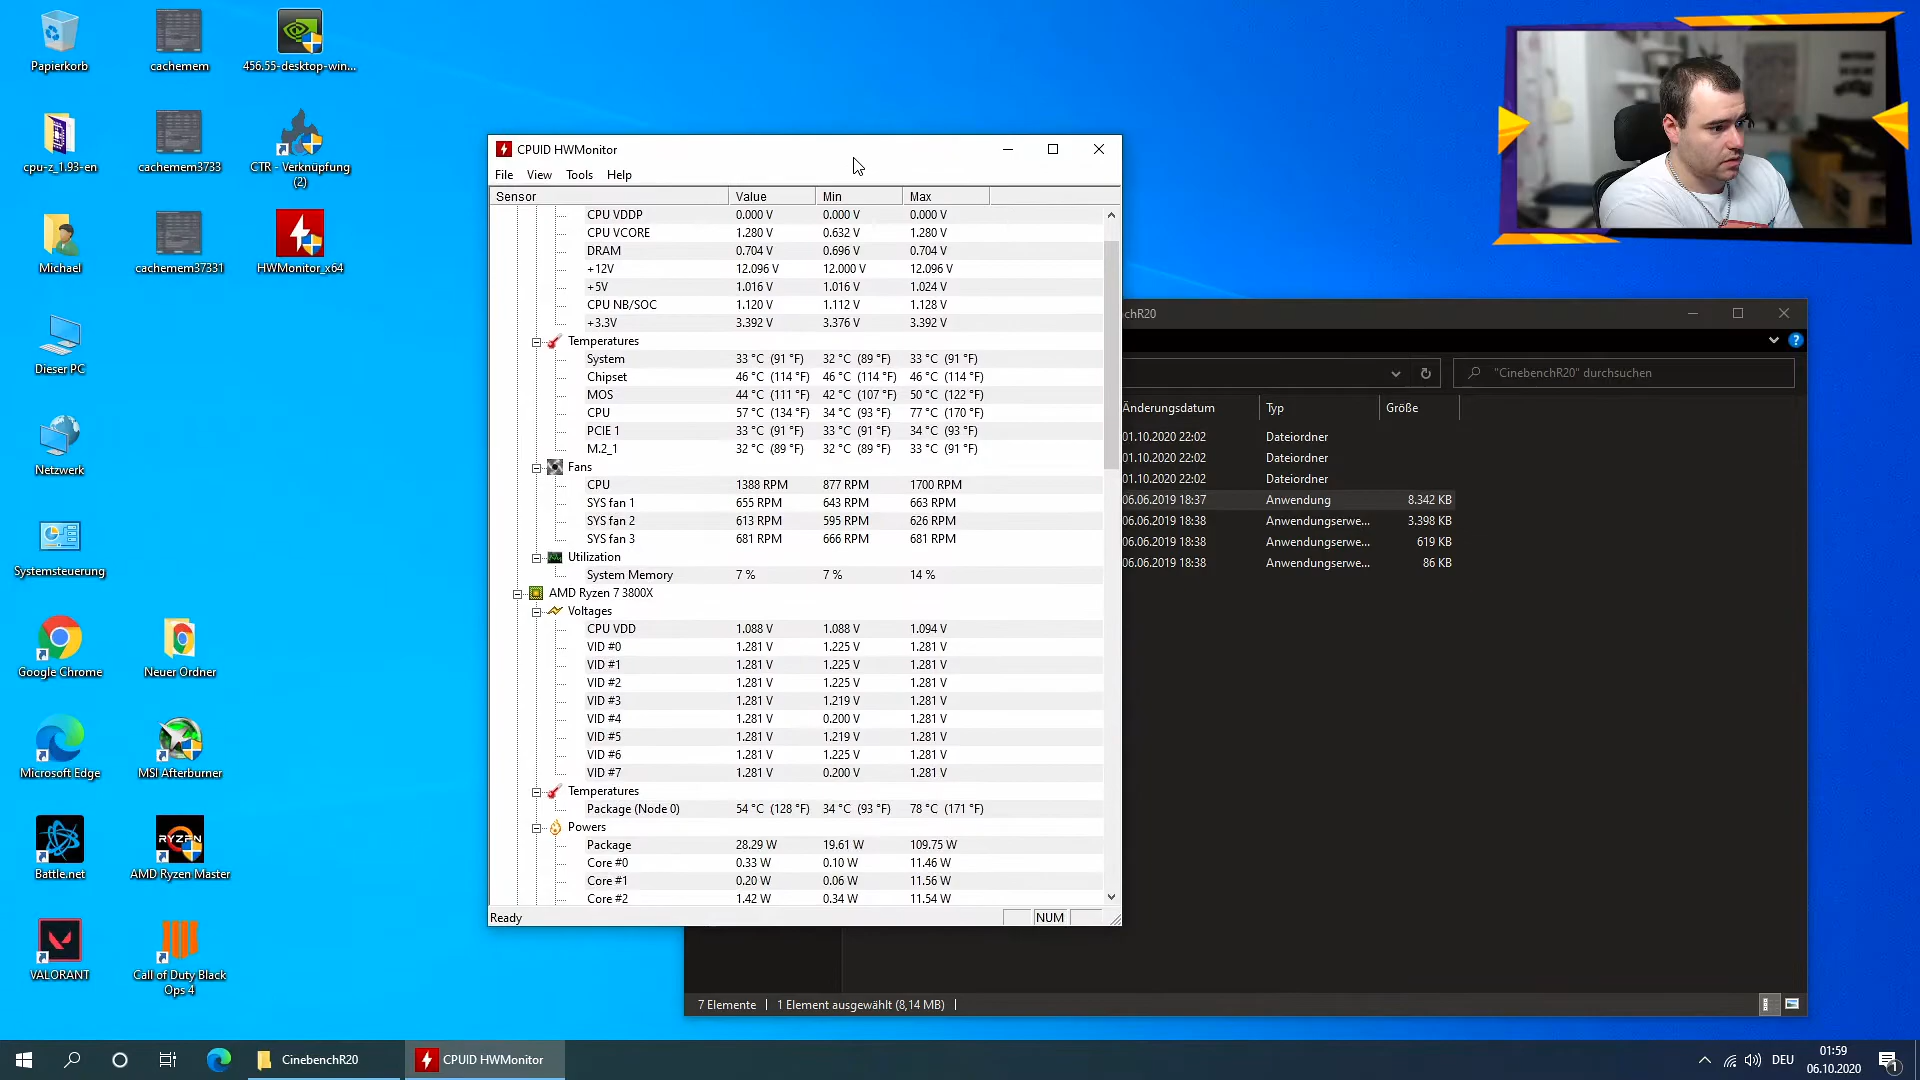 Papierkorb
cachemem
456.55-desktop-win...
cpu-z_1.93-en
cachemem3733
CTR - Verknüpfung
(2)
Michael
cachemem37331
HWMonitor_x64
Dieser PC
Netzwerk
Systemsteuerung
Google Chrome
Neuer Ordner
Microsoft Edge
MSI Afterburner
RYZEN
Battle.net
AMD Ryzen Master
VALORANT
Call of Duty Black
Ops 4
CPUID HWMonitor
File View Tools Help
Sensor Value Min Max
CPU VDDP 0.000 V 0.000 V 0.000 V
CPU VCORE 1.280 V 0.632 V 1.280 V
DRAM 0.704 V 0.696 V 0.704 V
+12V 12.096 V 12.000 V 12.096 V
+5V 1.016 V 1.016 V 1.024 V
CPU NB/SOC 1.120 V 1.112 V 1.128 V
+3.3V 3.392 V 3.376 V 3.392 V
Temperatures
System 33 °C (91 °F) 32 °C (89 °F) 33 °C (91 °F)
Chipset 46 °C (114 °F) 46 °C (114 °F) 46 °C (114 °F)
MOS 44 °C (111 °F) 42 °C (107 °F) 50 °C (122 °F)
CPU 57 °C (134 °F) 34 °C (93 °F) 77 °C (170 °F)
PCIE 1 33 °C (91 °F) 33 °C (91 °F) 34 °C (93 °F)
M.2_1 32 °C (89 °F) 32 °C (89 °F) 33 °C (91 °F)
Fans
CPU 1388 RPM 877 RPM 1700 RPM
SYS fan 1 655 RPM 643 RPM 663 RPM
SYS fan 2 613 RPM 595 RPM 626 RPM
SYS fan 3 681 RPM 666 RPM 681 RPM
Utilization
System Memory 7 % 7 % 14 %
AMD Ryzen 7 3800X
Voltages
CPU VDD 1.088 V 1.088 V 1.094 V
VID #0 1.281 V 1.225 V 1.281 V
VID #1 1.281 V 1.225 V 1.281 V
VID #2 1.281 V 1.225 V 1.281 V
VID #3 1.281 V 1.219 V 1.281 V
VID #4 1.281 V 0.200 V 1.281 V
VID #5 1.281 V 1.219 V 1.281 V
VID #6 1.281 V 1.225 V 1.281 V
VID #7 1.281 V 0.200 V 1.281 V
Temperatures
Package (Node 0) 54 °C (128 °F) 34 °C (93 °F) 78 °C (171 °F)
Powers
Package 28.29 W 19.61 W 109.75 W
Core #0 0.33 W 0.10 W 11.46 W
Core #1 0.20 W 0.06 W 11.56 W
Core #2 1.42 W 0.34 W 11.54 W
Ready NUM
chR20
"CinebenchR20" durchsuchen
Änderungsdatum Typ Größe
01.10.2020 22:02 Dateiordner
01.10.2020 22:02 Dateiordner
01.10.2020 22:02 Dateiordner
06.06.2019 18:37 Anwendung 8.342 KB
06.06.2019 18:38 Anwendungserwe... 3.398 KB
06.06.2019 18:38 Anwendungserwe... 619 KB
06.06.2019 18:38 Anwendungserwe... 86 KB
7 Elemente 1 Element ausgewählt (8,14 MB)
CinebenchR20
CPUID HWMonitor
DEU
01:59
06.10.2020
1